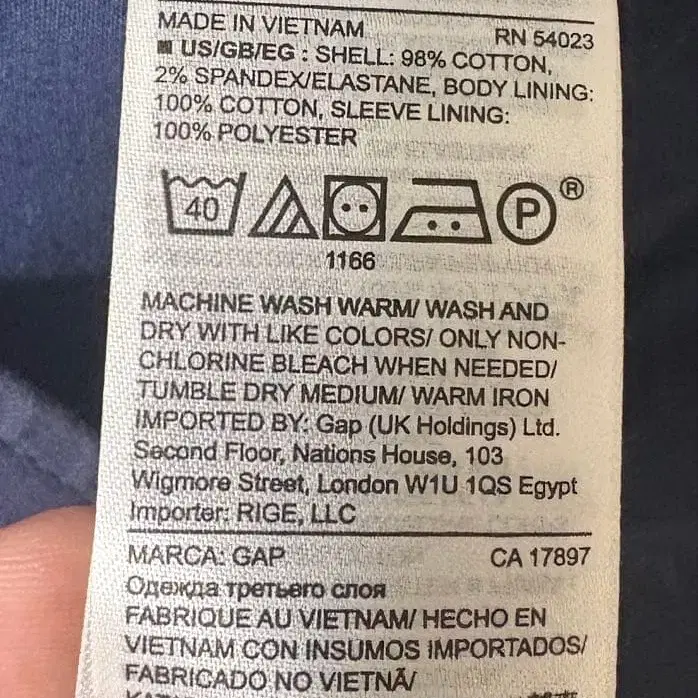 MADE IN VIETNAM RN 54023
US/GB/EG : SHELL: 98% COTTON,
2% SPANDEX/ELASTANE, BODY LINING:
100% COTTON, SLEEVE LINING:
100% POLYESTER
40 P ®
1166
MACHINE WASH WARM/ WASH AND
DRY WITH LIKE COLORS/ ONLY NON-
CHLORINE BLEACH WHEN NEEDED/
TUMBLE DRY MEDIUM/ WARM IRON
IMPORTED BY: Gap (UK Holdings) Ltd.
Second Floor, Nations House, 103
Wigmore Street, London W1U 1QS Egypt
Importer: RIGE, LLC
MARCA: GAP CA 17897
Одежда третьего слоя
FABRIQUE AU VIETNAM/ HECHO EN
VIETNAM CON INSUMOS IMPORTADOS/
FABRICADO NO VIETNÃ/